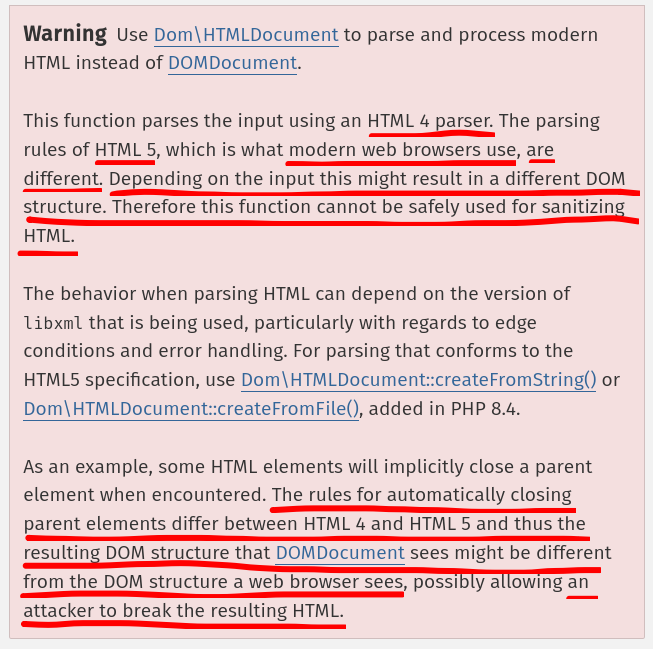 Warning Use Dom\HTMLDocument to parse and process modern
HTML instead of DOMDocument.
This function parses the input using an HTML 4 parser. The parsing
rules of HTML 5, which is what modern web browsers use, are
different. Depending on the input this might result in a different DOM
structure. Therefore this function cannot be safely used for sanitizing
HTML.
The behavior when parsing HTML can depend on the version of
libxml that is being used, particularly with regards to edge
conditions and error handling. For parsing that conforms to the
HTML5 specification, use Dom\HTMLDocument::createFromString() or
Dom\HTMLDocument::createFromFile(), added in PHP 8.4.
As an example, some HTML elements will implicitly close a parent
element when encountered. The rules for automatically closing
parent elements differ between HTML 4 and HTML 5 and thus the
resulting DOM structure that DOMDocument sees might be different
from the DOM structure a web browser sees, possibly allowing an
attacker to break the resulting HTML.